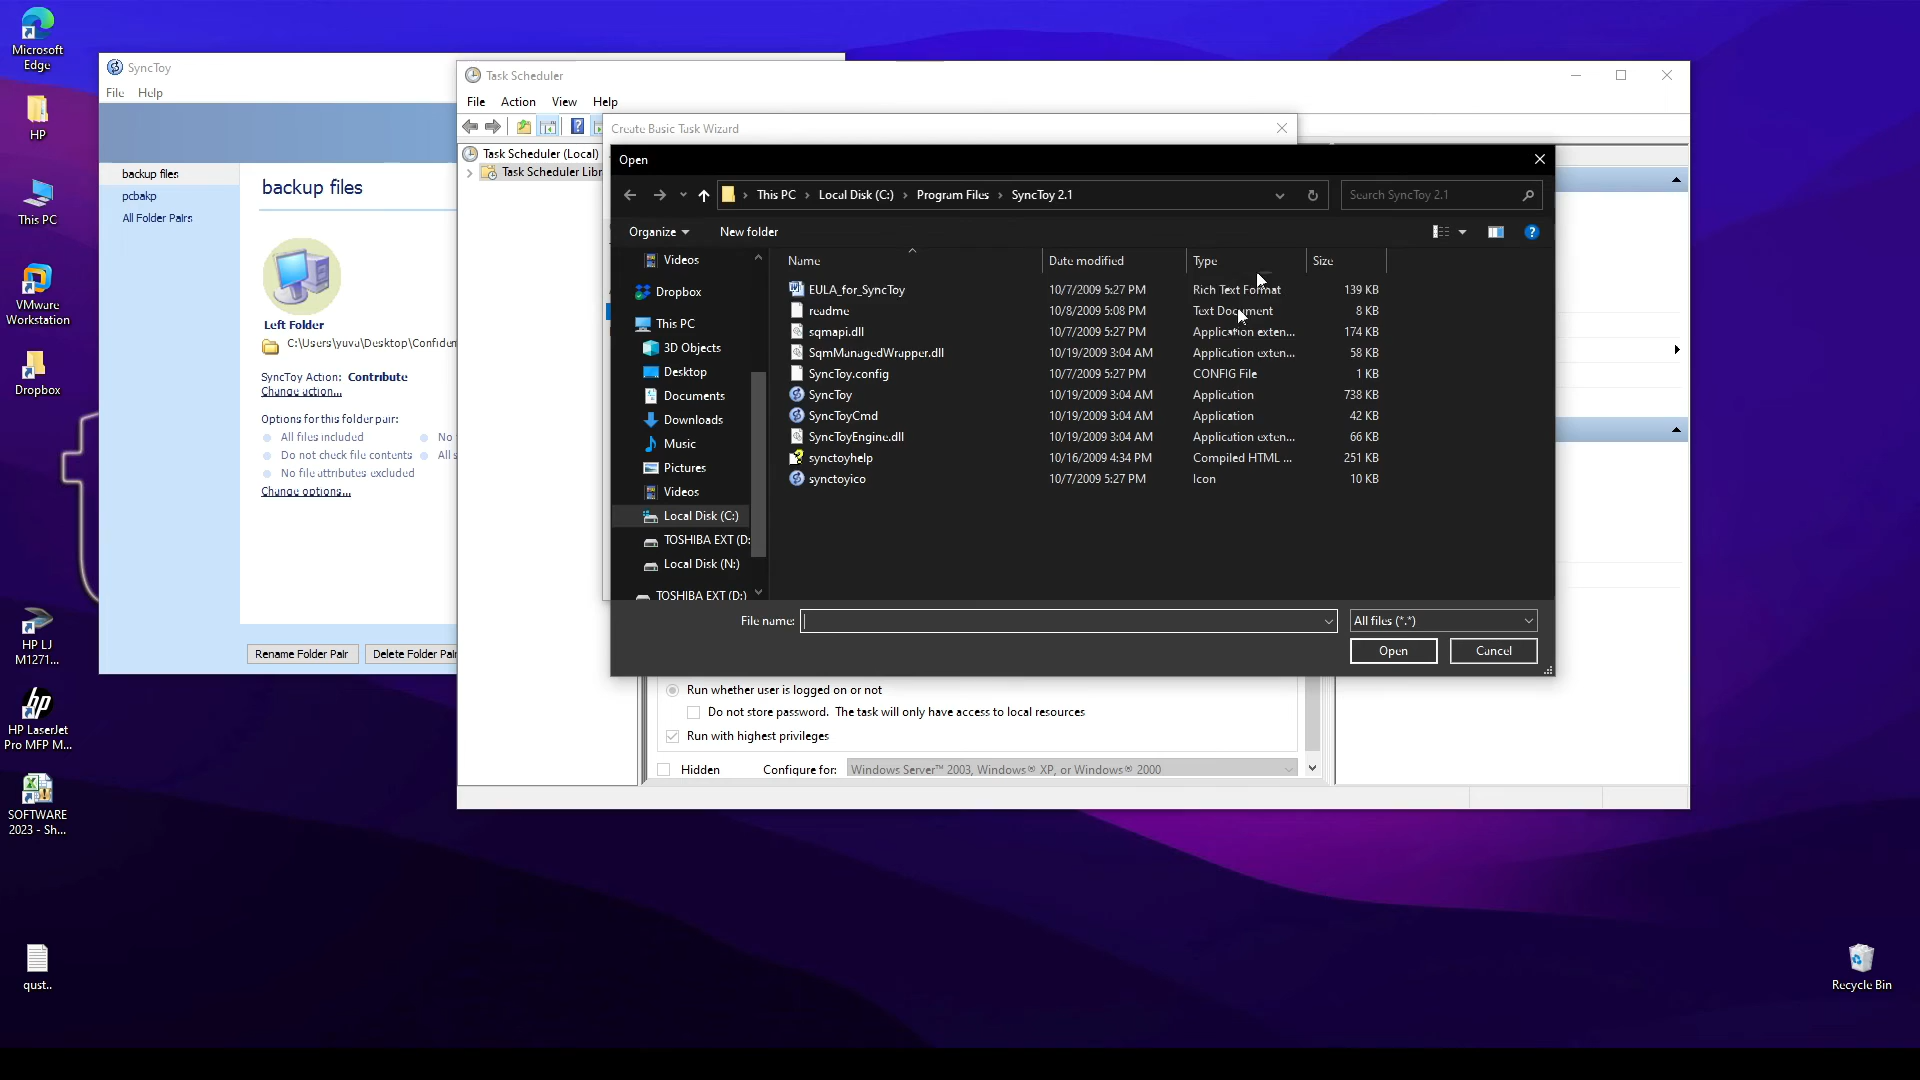 Microsoft
Edge
HP
This PC
VMware
Workstation
Dropbox
HP LJ
M1271...
HP LaserJet
Pro MFP M...
SOFTWARE
2023 - Sh...
qust..
Recycle Bin
SyncToy
File Help
backup files
pcbakp
All Folder Pairs
backup files
Left Folder
C:\Users\yuva\Desktop\Confiden
SyncToy Action: Contribute
Change action...
Options for this folder pair:
All files included No
Do not check file contents All s
No file attributes excluded
Change options...
Rename Folder Pair Delete Folder Pair
Task Scheduler
File Action View Help
Task Scheduler (Local)
Task Scheduler Libr
Create Basic Task Wizard
Open
This PC Local Disk (C:) Program Files SyncToy 2.1
Search SyncToy 2.1
Organize New folder
Videos
Dropbox
This PC
3D Objects
Desktop
Documents
Downloads
Music
Pictures
Videos
Local Disk (C:)
TOSHIBA EXT (D:
Local Disk (N:)
TOSHIBA EXT (D:)
Name Date modified Type Size
EULA_for_SyncToy 10/7/2009 5:27 PM Rich Text Format 139 KB
readme 10/8/2009 5:08 PM Text Document 8 KB
sqmapi.dll 10/7/2009 5:27 PM Application exten... 174 KB
SqmManagedWrapper.dll 10/19/2009 3:04 AM Application exten... 58 KB
SyncToy.config 10/7/2009 5:27 PM CONFIG File 1 KB
SyncToy 10/19/2009 3:04 AM Application 738 KB
SyncToyCmd 10/19/2009 3:04 AM Application 42 KB
SyncToyEngine.dll 10/19/2009 3:04 AM Application exten... 66 KB
synctoyhelp 10/16/2009 4:34 PM Compiled HTML ... 251 KB
synctoyico 10/7/2009 5:27 PM Icon 10 KB
File name: All files (*.*)
Open Cancel
Run whether user is logged on or not
Do not store password. The task will only have access to local resources
Run with highest privileges
Hidden Configure for: Windows Server™ 2003, Windows® XP, or Windows® 2000